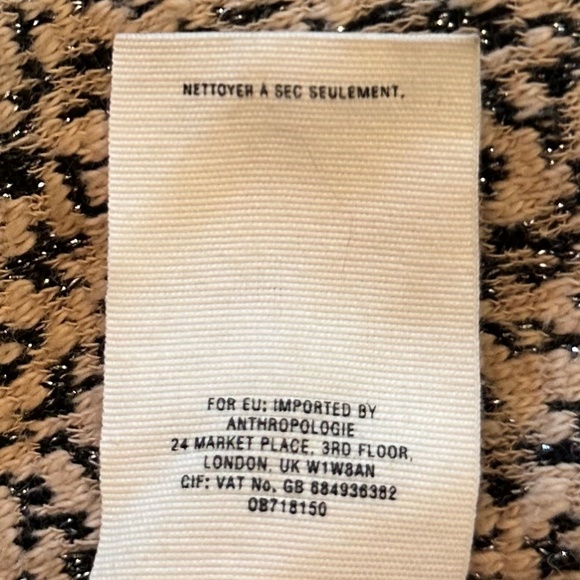 NETTOYER À SEC SEULEMENT.
FOR EU: IMPORTED BY
ANTHROPOLOGIE
24 MARKET PLACE, 3RD FLOOR,
LONDON, UK W1W8AN
CIF: VAT No. GB 684936382
OB718150